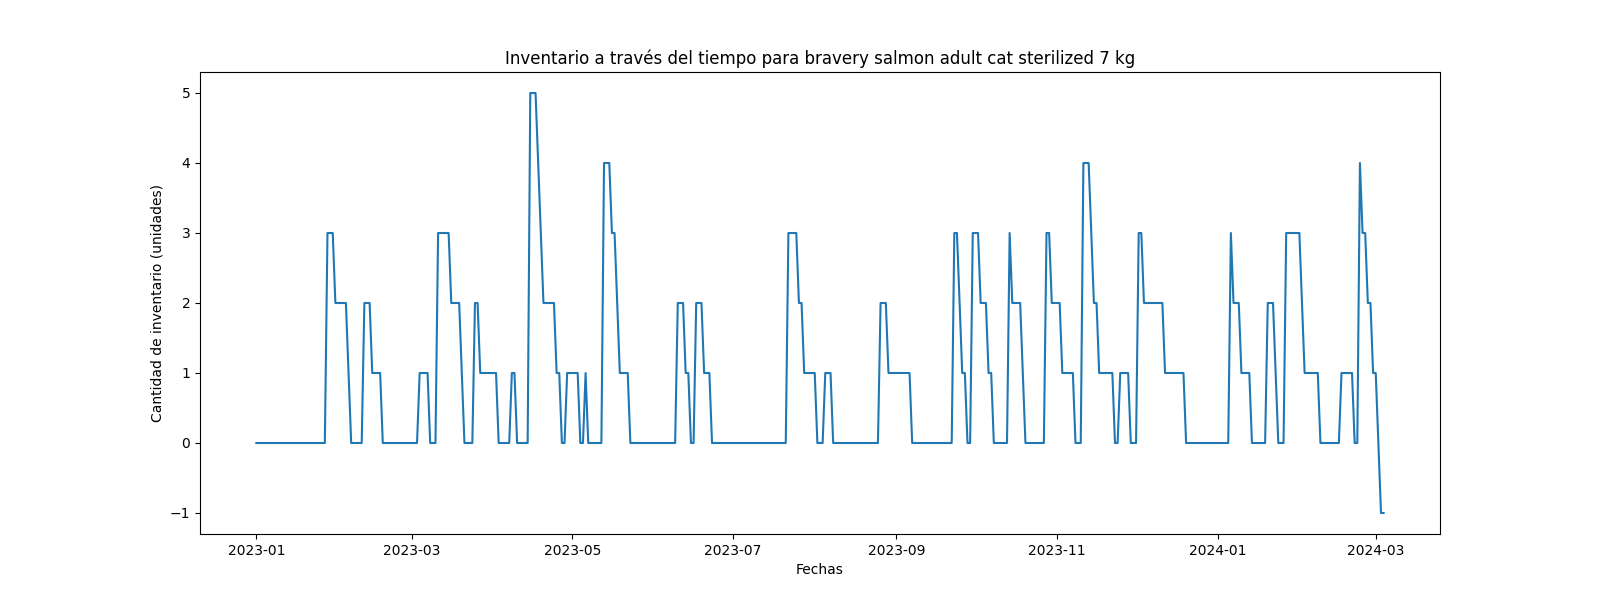 Inventario a través del tiempo para bravery salmon adult cat sterilized 7 kg
Cantidad de inventario (unidades)
5
4
3
2
1
0
−1
2023-01 2023-03 2023-05 2023-07 2023-09 2023-11 2024-01 2024-03
Fechas